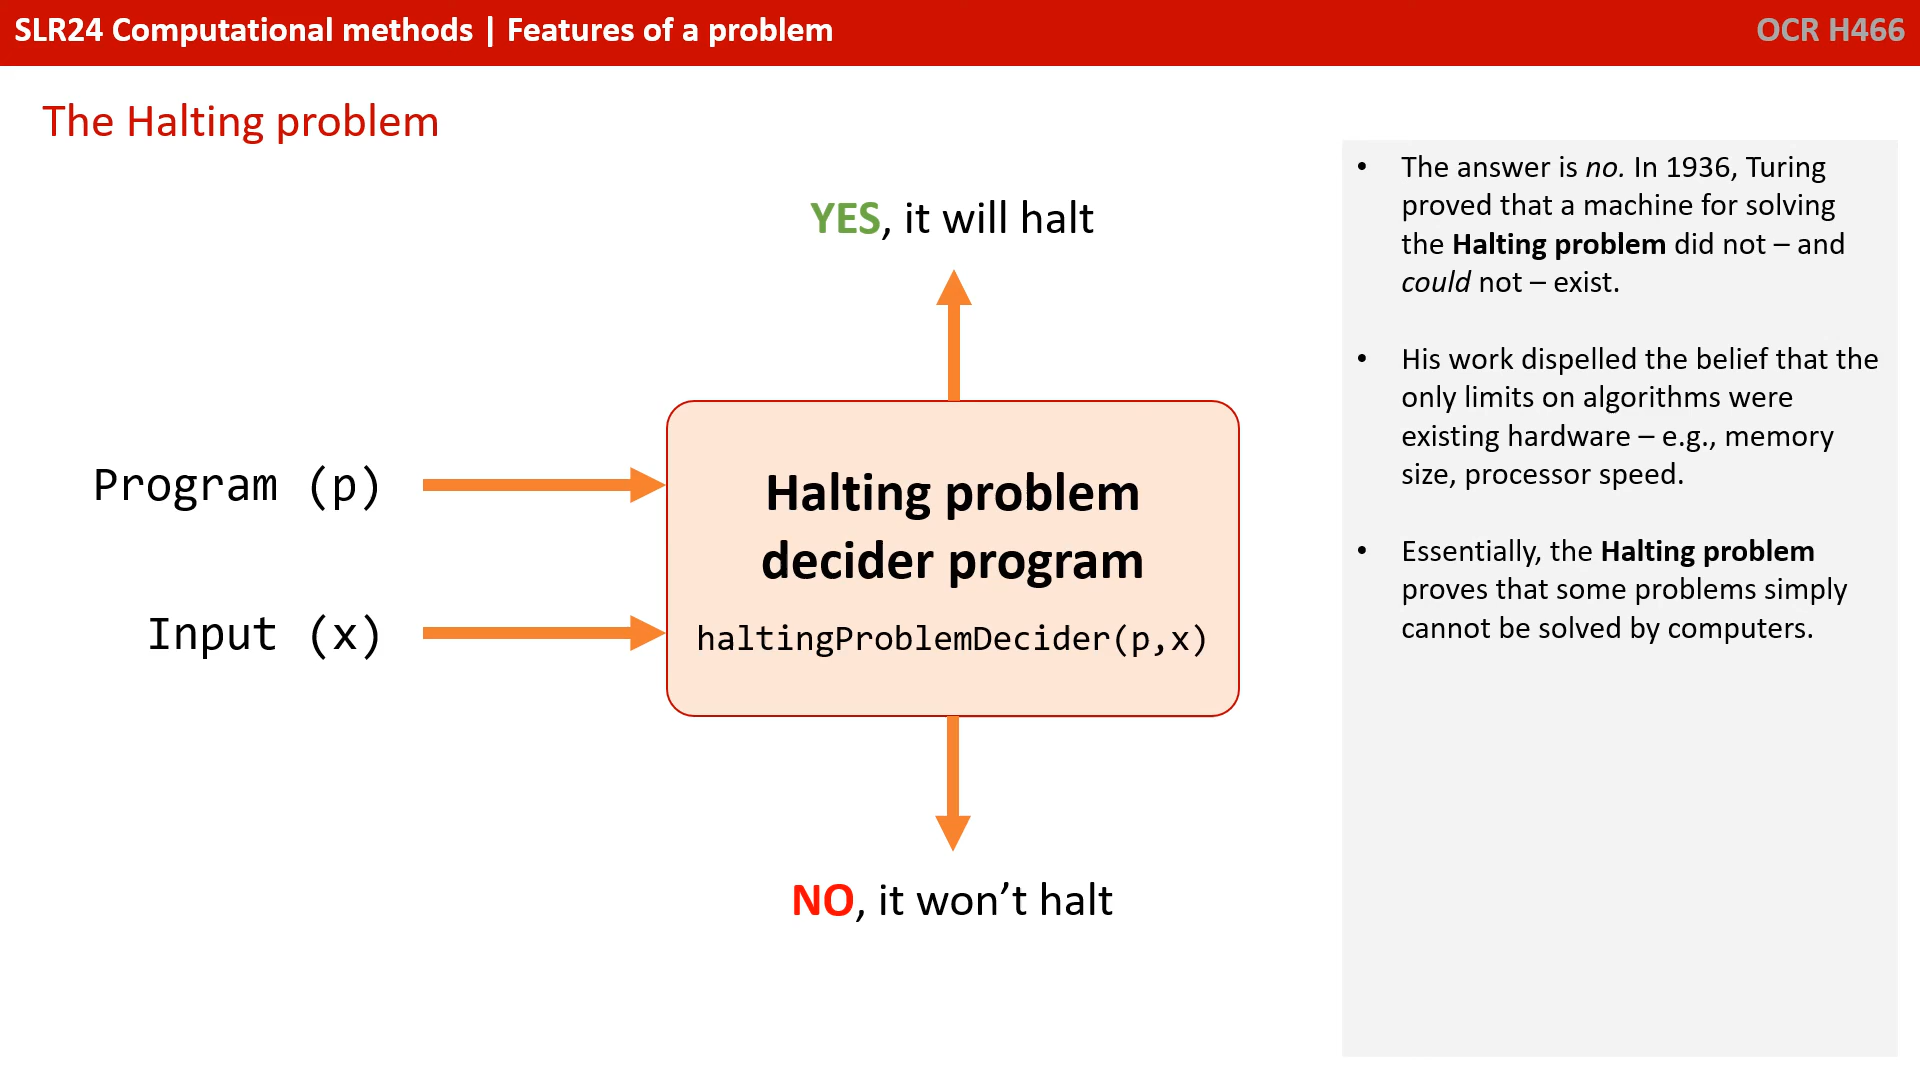 SLR24 Computational methods | Features of a problem
OCR H466
The Halting problem
YES, it will halt
Program (p)
Input (x)
Halting problem
decider program
haltingProblemDecider(p,x)
NO, it won’t halt
• The answer is no. In 1936, Turing
proved that a machine for solving
the Halting problem did not – and
could not – exist.
• His work dispelled the belief that the
only limits on algorithms were
existing hardware – e.g., memory
size, processor speed.
• Essentially, the Halting problem
proves that some problems simply
cannot be solved by computers.